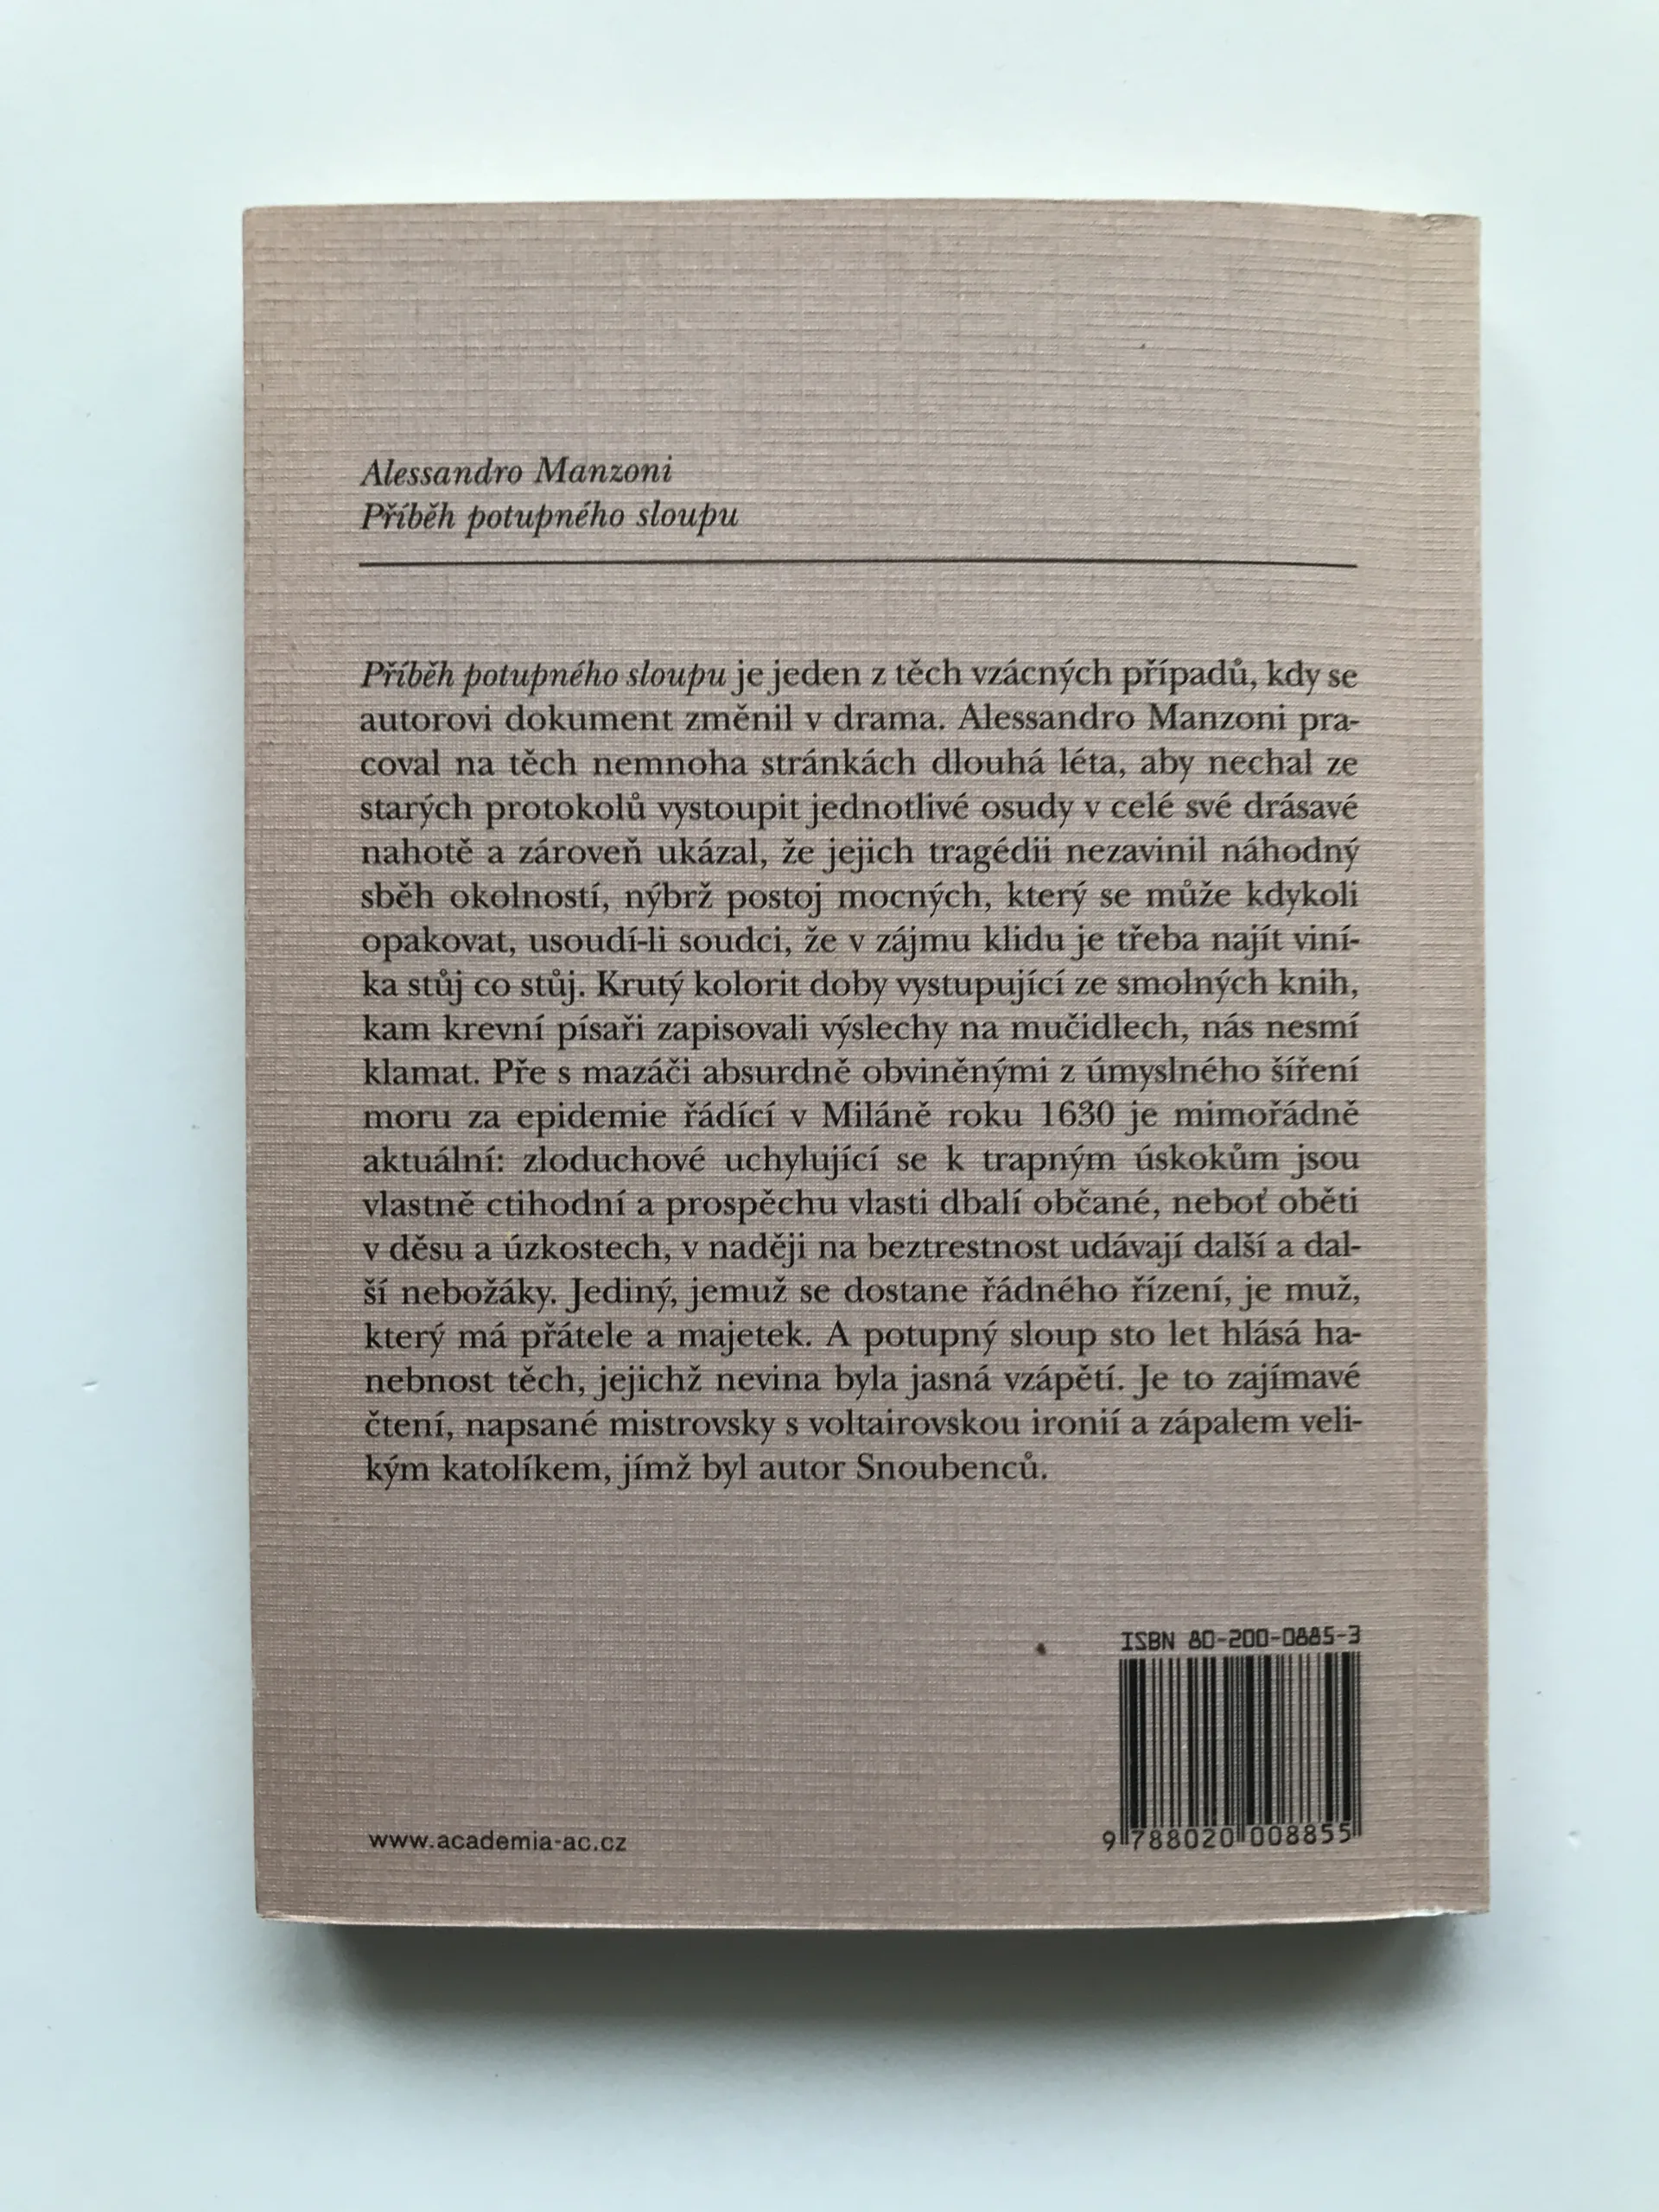 Alessandro Manzoni
Příběh potupného sloupu
Příběh potupného sloupu je jeden z těch vzácných případů, kdy se
autorovi dokument změnil v drama. Alessandro Manzoni pra-
coval na těch nemnoha stránkách dlouhá léta, aby nechal ze
starých protokolů vystoupit jednotlivé osudy v celé své drásavé
nahotě a zároveň ukázal, že jejich tragédii nezavinil náhodný
sběh okolností, nýbrž postoj mocných, který se může kdykoli
opakovat, usoudí-li soudci, že v zájmu klidu je třeba najít viní-
ka stůj co stůj. Krutý kolorit doby vystupující ze smolných knih,
kam krevní písaři zapisovali výslechy na mučidlech, nás nesmí
klamat. Pře s mazáči absurdně obviněnými z úmyslného šíření
moru za epidemie řádící v Miláně roku 1630 je mimořádně
aktuální: zloduchové uchylující se k trapným úskokům jsou
vlastně ctihodní a prospěchu vlasti dbalí občané, neboť oběti
v děsu a úzkostech, v naději na beztrestnost udávají další a dal-
ší nebožáky. Jediný, jemuž se dostane řádného řízení, je muž,
který má přátele a majetek. A potupný sloup sto let hlásá ha-
nebnost těch, jejichž nevina byla jasná vzápětí. Je to zajímavé
čtení, napsané mistrovsky s voltairovskou ironií a zápalem veli-
kým katolíkem, jímž byl autor Snoubenců.
ISBN 80-200-0885-3
9 788020 008855
www.academia-ac.cz